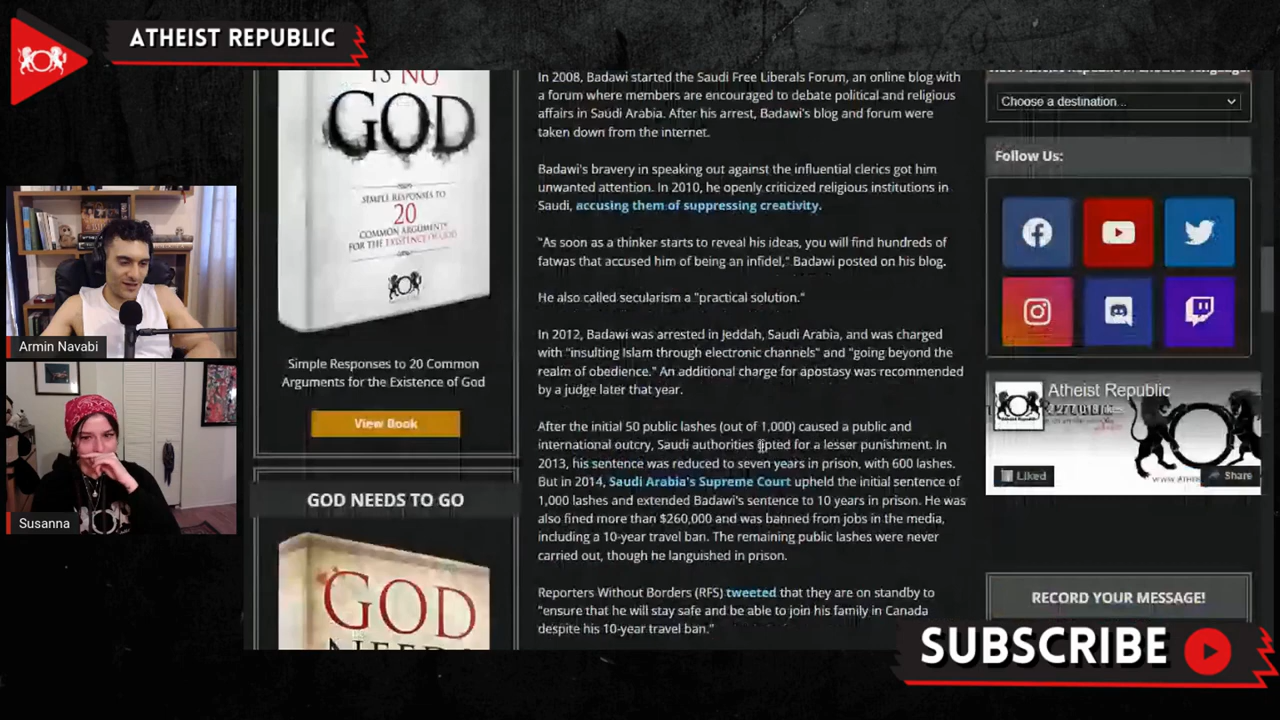 ATHEIST REPUBLIC
Armin Navabi
Susanna
IS NO
GOD
SIMPLE RESPONSES TO
20
COMMON ARGUMENTS
FOR THE EXISTENCE OF GOD
Simple Responses to 20 Common
Arguments for the Existence of God
View Book
GOD NEEDS TO GO
GOD
In 2008, Badawi started the Saudi Free Liberals Forum, an online blog with
a forum where members are encouraged to debate political and religious
affairs in Saudi Arabia. After his arrest, Badawi's blog and forum were
taken down from the internet.
Badawi's bravery in speaking out against the influential clerics got him
unwanted attention. In 2010, he openly criticized religious institutions in
Saudi, accusing them of suppressing creativity.
"As soon as a thinker starts to reveal his ideas, you will find hundreds of
fatwas that accused him of being an infidel," Badawi posted on his blog.
He also called secularism a "practical solution."
In 2012, Badawi was arrested in Jeddah, Saudi Arabia, and was charged
with "insulting Islam through electronic channels" and "going beyond the
realm of obedience." An additional charge for apostasy was recommended
by a judge later that year.
After the initial 50 public lashes (out of 1,000) caused a public and
international outcry, Saudi authorities opted for a lesser punishment. In
2013, his sentence was reduced to seven years in prison, with 600 lashes.
But in 2014, Saudi Arabia's Supreme Court upheld the initial sentence of
1,000 lashes and extended Badawi's sentence to 10 years in prison. He was
also fined more than $260,000 and was banned from jobs in the media,
including a 10-year travel ban. The remaining public lashes were never
carried out, though he languished in prison.
Reporters Without Borders (RFS) tweeted that they are on standby to
"ensure that he will stay safe and be able to join his family in Canada
despite his 10-year travel ban."
Choose a destination...
Follow Us:
Atheist Republic
Liked
Share
RECORD YOUR MESSAGE!
SUBSCRIBE